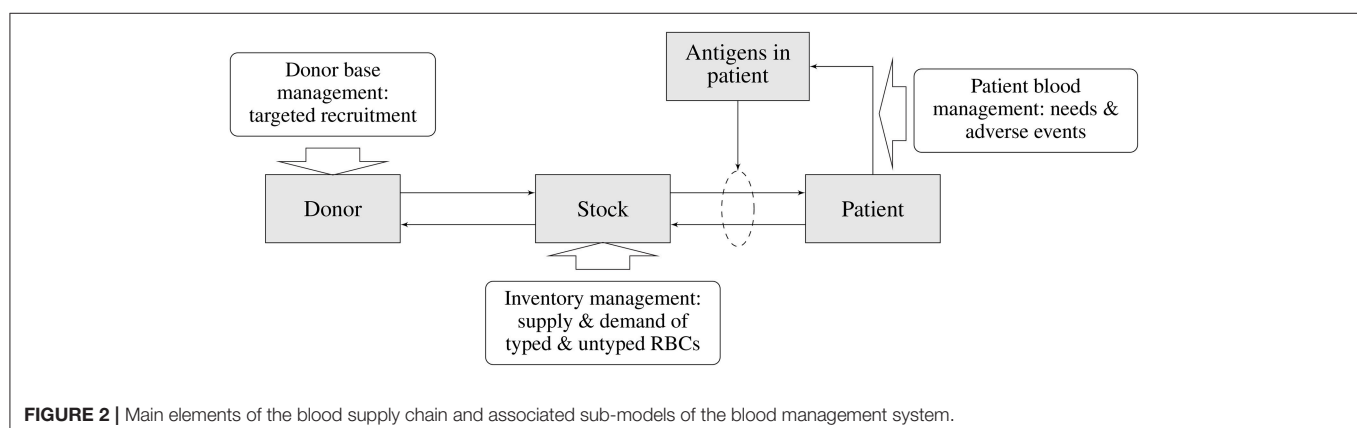 Donor base
management:
targeted recruitment
Antigens in
patient
Patient blood
management: needs &
adverse events
Donor
Stock
Patient
Inventory management:
supply & demand of
typed & untyped RBCs
FIGURE 2 | Main elements of the blood supply chain and associated sub-models of the blood management system.